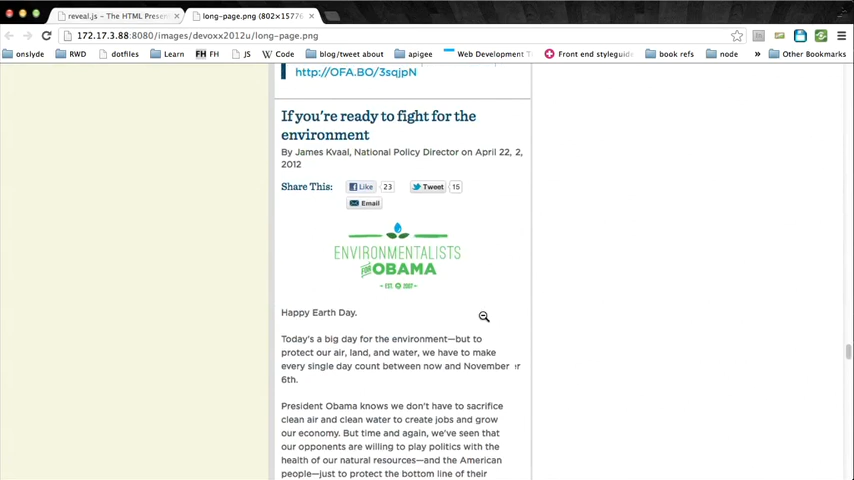 reveal.js – The HTML Presen
long-page.png (802×15776
172.17.3.88:8080/images/devoxx2012u/long-page.png
onslyde RWD dotfiles Learn FH FH JS W Code blog/tweet about apigee Web Development T Front end styleguide book refs node » Other Bookmarks
http://OFA.BO/3sqjpN
If you're ready to fight for the
environment
By James Kvaal, National Policy Director on April 22, 2,
2012
Share This: Like 23 Tweet 15
Email
ENVIRONMENTALISTS
FOR OBAMA
EST. 2007
Happy Earth Day.
Today's a big day for the environment—but to
protect our air, land, and water, we have to make
every single day count between now and November er
6th.
President Obama knows we don't have to sacrifice
clean air and clean water to create jobs and grow
our economy. But time and again, we've seen that
our opponents are willing to play politics with the
health of our natural resources—and the American
people—just to protect the bottom line of their